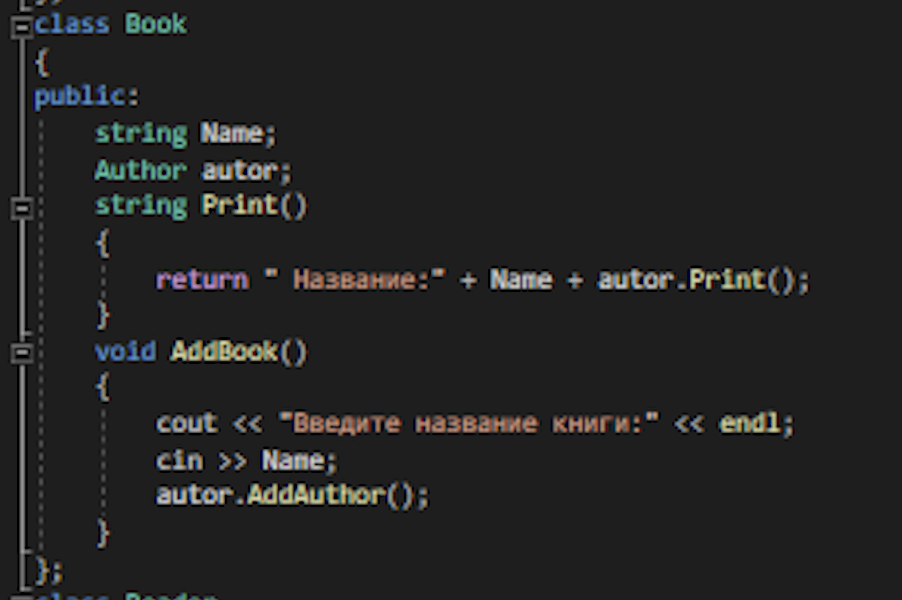 class Book
{
public:
string Name;
Author autor;
string Print()
{
return " Название:" + Name + autor.Print();
}
void AddBook()
{
cout << "Введите название книги:" << endl;
cin >> Name;
autor.AddAuthor();
}
};
class Reader